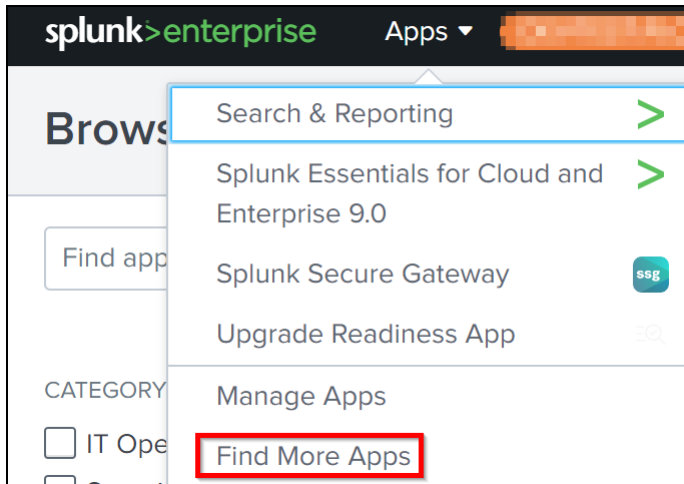 splunk>enterprise Apps
Brows
Search & Reporting
Splunk Essentials for Cloud and
Enterprise 9.0
Find app
Splunk Secure Gateway
ssg
Upgrade Readiness App
CATEGORY
Manage Apps
IT Ope
Find More Apps